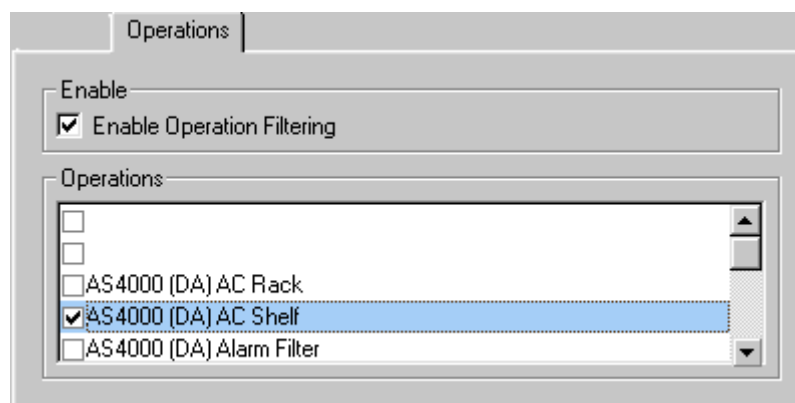 Operations
Enable
Enable Operation Filtering
Operations
AS4000 (DA) AC Rack
AS4000 (DA) AC Shelf
AS4000 (DA) Alarm Filter